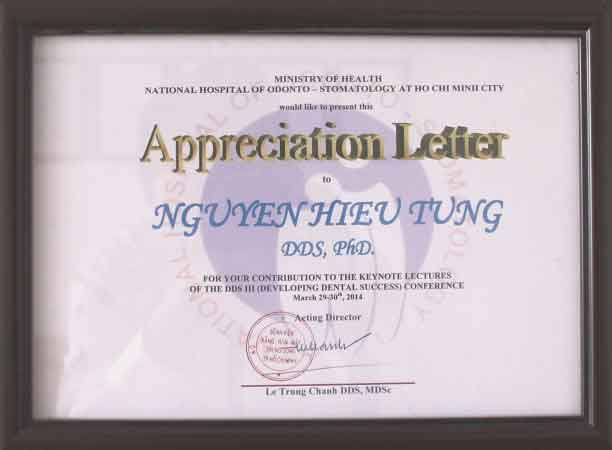 MINISTRY OF HEALTH
NATIONAL HOSPITAL OF ODONTO – STOMATOLOGY AT HO CHI MINH CITY
would like to present this
Appreciation Letter
to
NGUYEN HIEU TUNG
DDS, PhD.
FOR YOUR CONTRIBUTION TO THE KEYNOTE LECTURES
OF THE DDS III (DEVELOPING DENTAL SUCCESS) CONFERENCE
March 29-30th, 2014
Acting Director
Le Trung Chanh DDS, MDSc